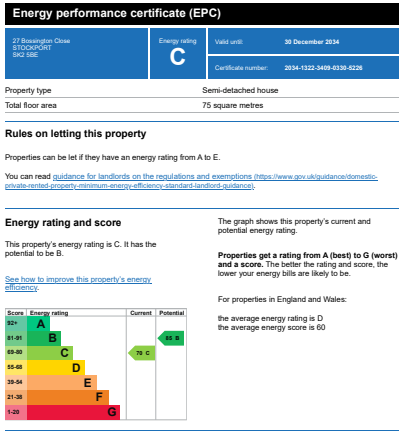 Energy performance certificate (EPC)
27 Bossington Close
STOCKPORT
SK2 5BE
Energy rating
C
Valid until:
30 December 2034
Certificate number:
2034-1322-3409-0330-5226
Property type
Semi-detached house
Total floor area
75 square metres
Rules on letting this property
Properties can be let if they have an energy rating from A to E.
You can read guidance for landlords on the regulations and exemptions (https://www.gov.uk/guidance/domestic-
private-rented-property-minimum-energy-efficiency-standard-landlord-guidance).
Energy rating and score
This property's energy rating is C. It has the
potential to be B.
See how to improve this property's energy
efficiency.
Score Energy rating Current Potential
92+ A
81-91 B 85 B
69-80 C 70 C
55-68 D
39-54 E
21-38 F
1-20 G
The graph shows this property's current and
potential energy rating.
Properties get a rating from A (best) to G (worst)
and a score. The better the rating and score, the
lower your energy bills are likely to be.
For properties in England and Wales:
the average energy rating is D
the average energy score is 60